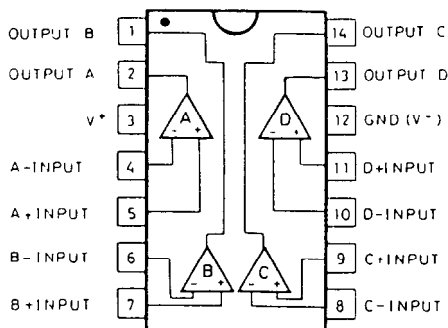 OUTPUT B 1 14 OUTPUT C
OUTPUT A 2 13 OUTPUT D
V+ 3 12 GND (V-)
A-INPUT 4 11 D+INPUT
A+INPUT 5 10 D-INPUT
B-INPUT 6 9 C+INPUT
B+INPUT 7 8 C-INPUT
A
- +
D
- +
B
- +
C
- +